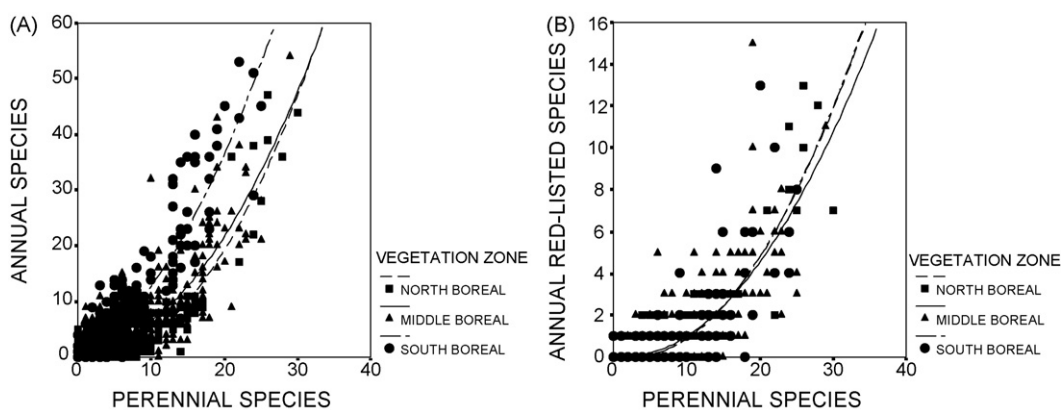 (A)
60
50
40
30
20
10
0
ANNUAL SPECIES
0 10 20 30 40
PERENNIAL SPECIES
VEGETATION ZONE
NORTH BOREAL
MIDDLE BOREAL
SOUTH BOREAL
(B)
16
14
12
10
8
6
4
2
0
ANNUAL RED-LISTED SPECIES
0 10 20 30 40
PERENNIAL SPECIES
VEGETATION ZONE
NORTH BOREAL
MIDDLE BOREAL
SOUTH BOREAL